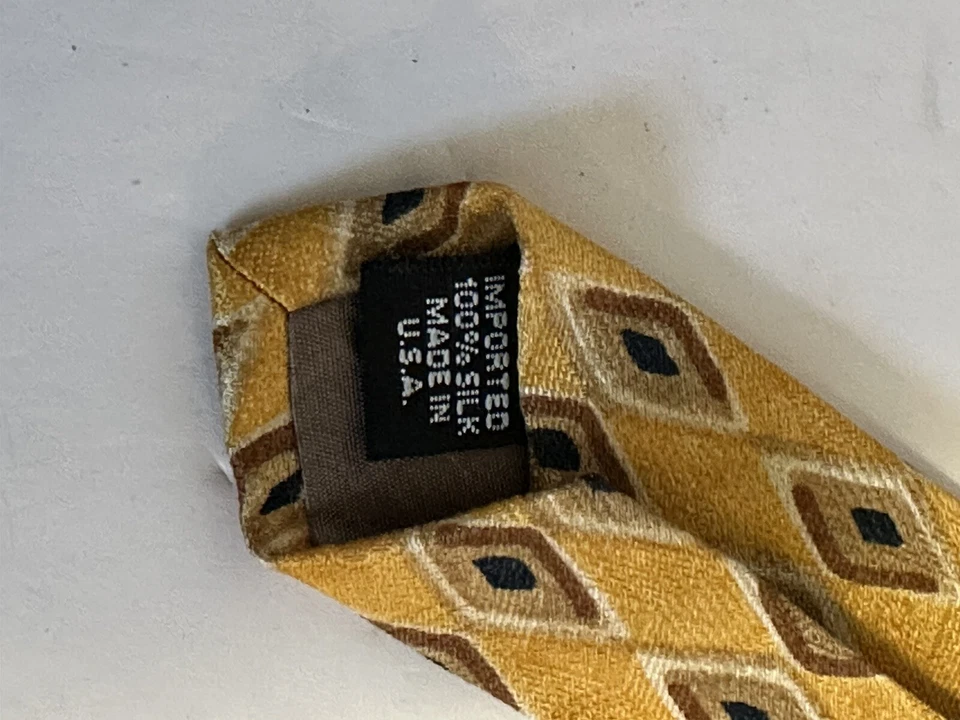 IMPORTED
100% SILK
MADE IN
U.S.A.